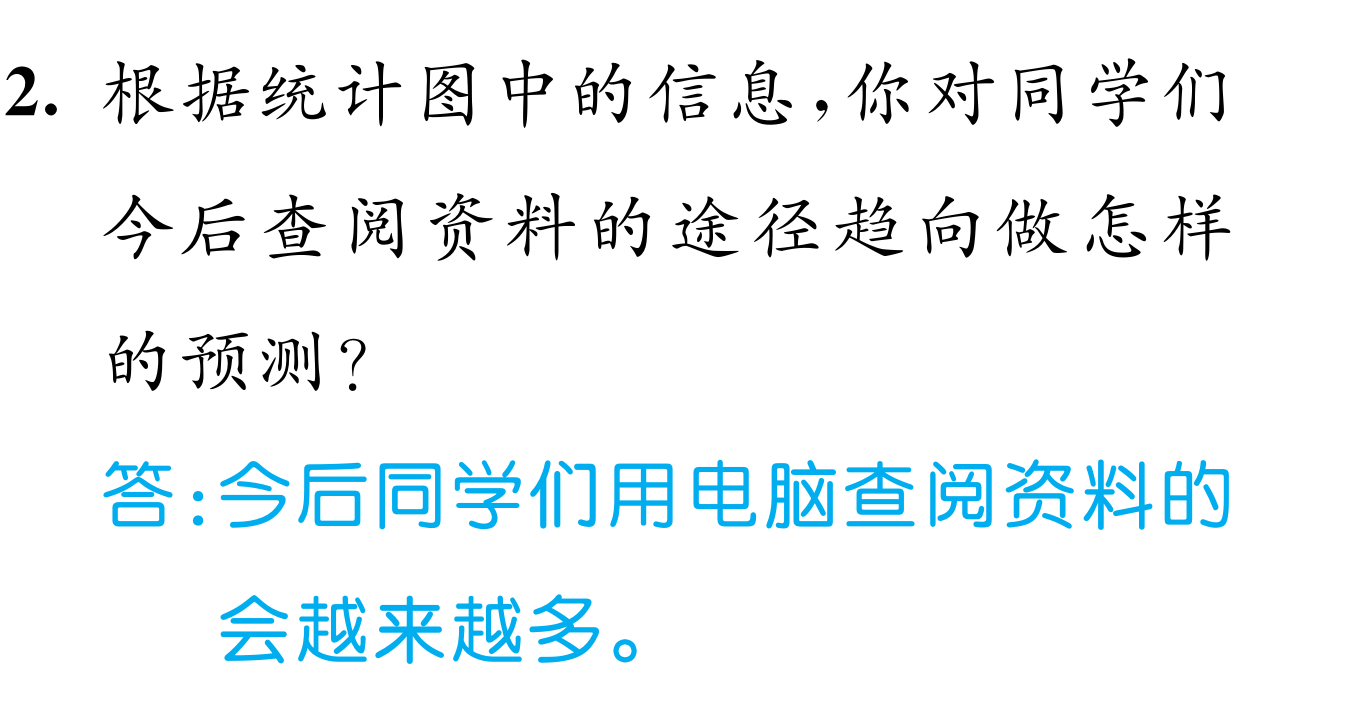 2. 根据统计图中的信息,你对同学们
今后查阅资料的途径趋向做怎样
的预测?
答:今后同学们用电脑查阅资料的
会越来越多。